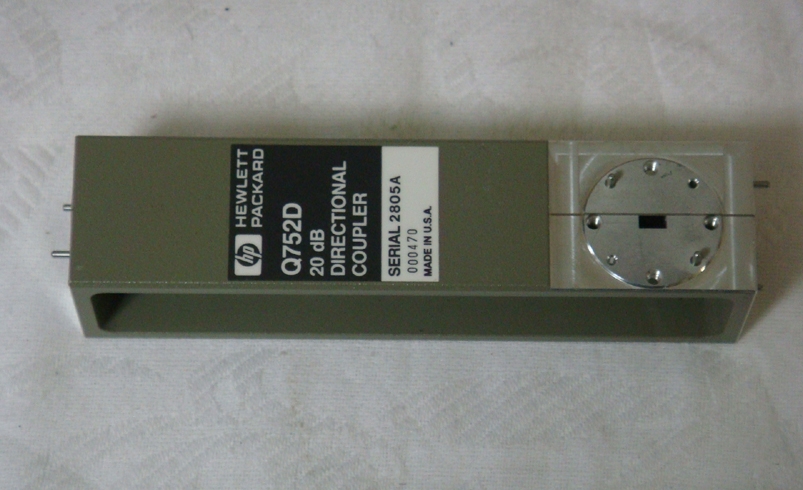 hp
HEWLETT
PACKARD
Q752D
20 dB
DIRECTIONAL
COUPLER
SERIAL 2805A
000470
MADE IN U.S.A.